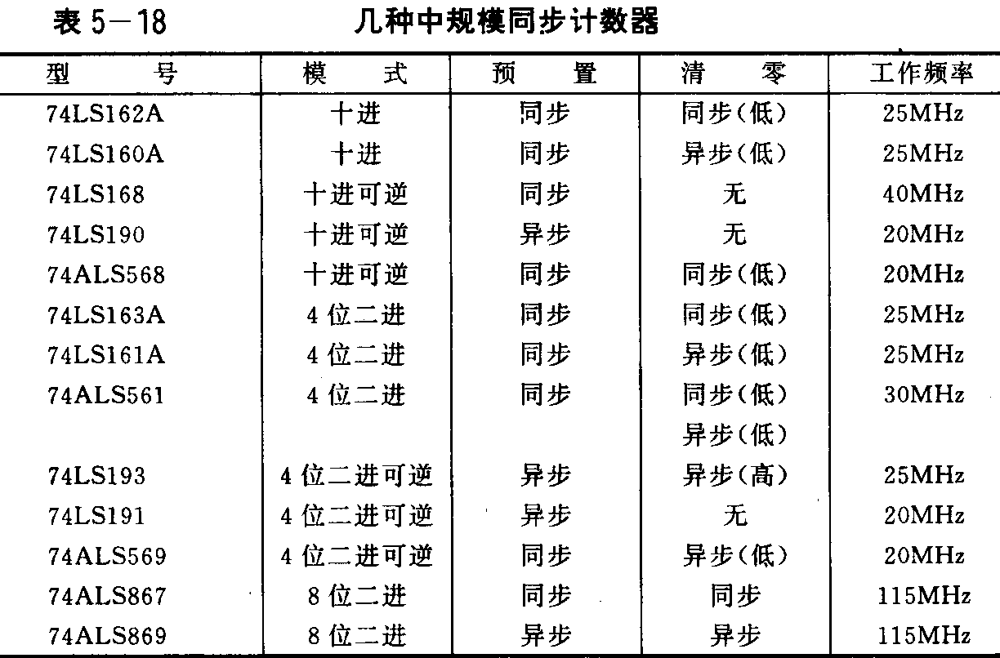 表 5－18 几种中规模同步计数器
型 号 模 式 预 置 清 零 工作频率
74LS162A 十进 同步 同步(低) 25MHz
74LS160A 十进 同步 异步(低) 25MHz
74LS168 十进可逆 同步 无 40MHz
74LS190 十进可逆 异步 无 20MHz
74ALS568 十进可逆 同步 同步(低) 20MHz
74LS163A 4 位二进 同步 同步(低) 25MHz
74LS161A 4 位二进 同步 异步(低) 25MHz
74ALS561 4 位二进 同步 同步(低) 30MHz
异步(低)
74LS193 4 位二进可逆 异步 异步(高) 25MHz
74LS191 4 位二进可逆 异步 无 20MHz
74ALS569 4 位二进可逆 同步 异步(低) 20MHz
74ALS867 8 位二进 同步 同步 115MHz
74ALS869 8 位二进 异步 异步 115MHz